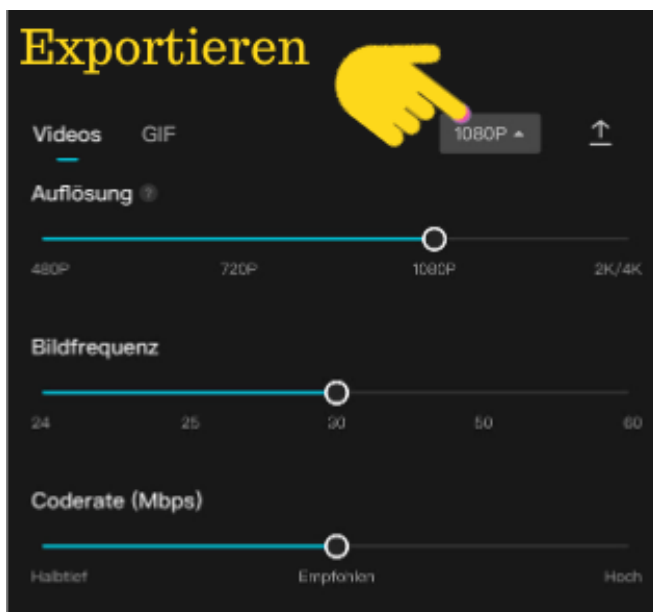 Exportieren
Videos GIF 1080P
Auflösung ?
480P 720P 1080P 2K/4K
Bildfrequenz
24 25 30 50 60
Coderate (Mbps)
Halbtief Empfohlen Hoch